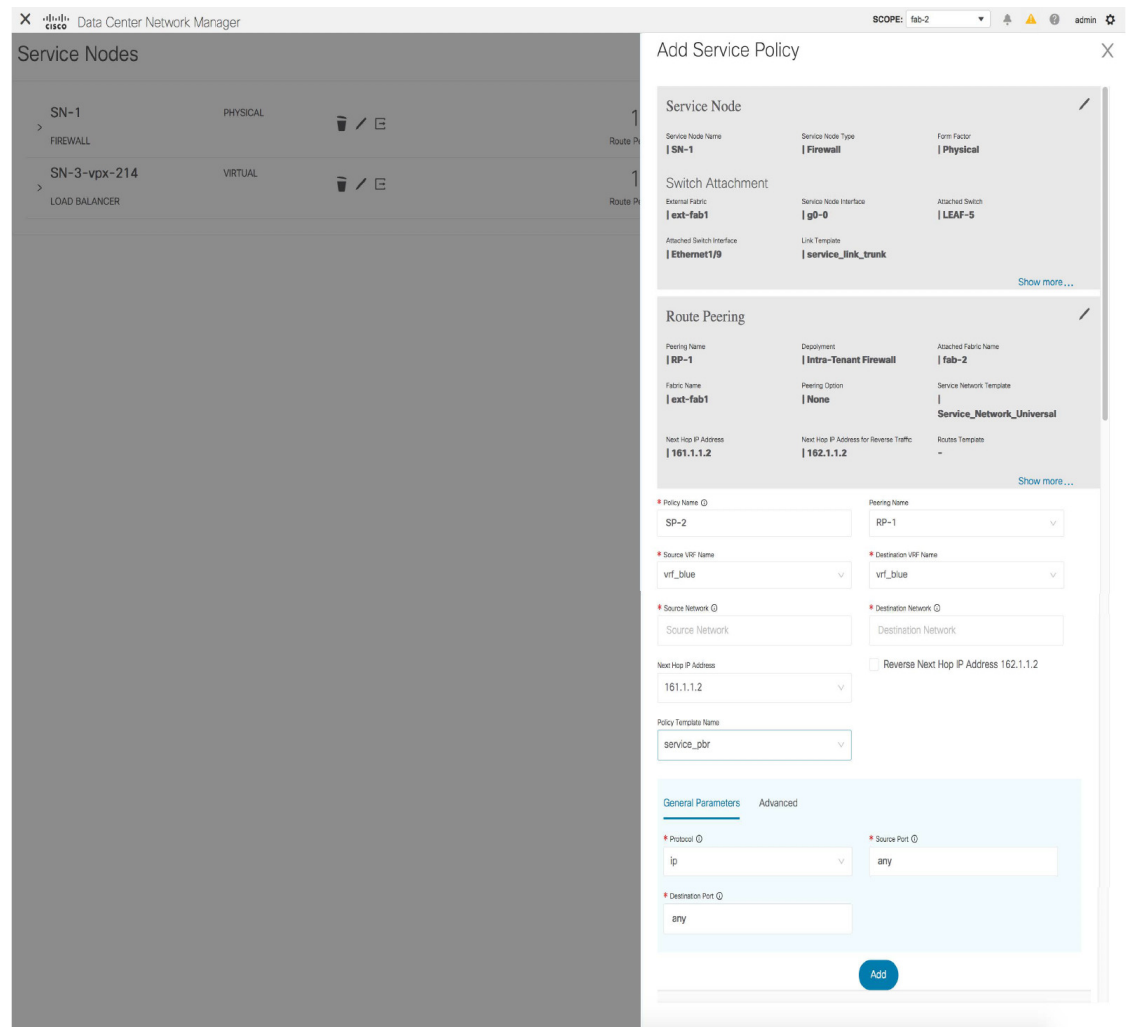 X cisco Data Center Network Manager SCOPE: fab-2 admin
Service Nodes
SN-1 PHYSICAL 1
FIREWALL Route P
SN-3-vpx-214 VIRTUAL 1
LOAD BALANCER Route P
Add Service Policy X
Service Node
Service Node Name Service Node Type Form Factor
| SN-1 | Firewall | Physical
Switch Attachment
External Fabric Service Node Interface Attached Switch
| ext-fab1 | g0-0 | LEAF-5
Attached Switch Interface Link Template
| Ethernet1/9 | service_link_trunk
Show more...
Route Peering
Peering Name Depolyment Attached Fabric Name
| RP-1 | Intra-Tenant Firewall | fab-2
Fabric Name Peering Option Service Network Template
| ext-fab1 | None |
Service_Network_Universal
Next Hop IP Address Next Hop IP Address for Reverse Traffic Routes Template
| 161.1.1.2 | 162.1.1.2 -
Show more...
* Policy Name Peering Name
SP-2 RP-1
* Source VRF Name * Destination VRF Name
vrf_blue vrf_blue
* Source Network * Destination Network
Source Network Destination Network
Next Hop IP Address Reverse Next Hop IP Address 162.1.1.2
161.1.1.2
Policy Template Name
service_pbr
General Parameters Advanced
* Protocol * Source Port
ip any
* Destination Port
any
Add